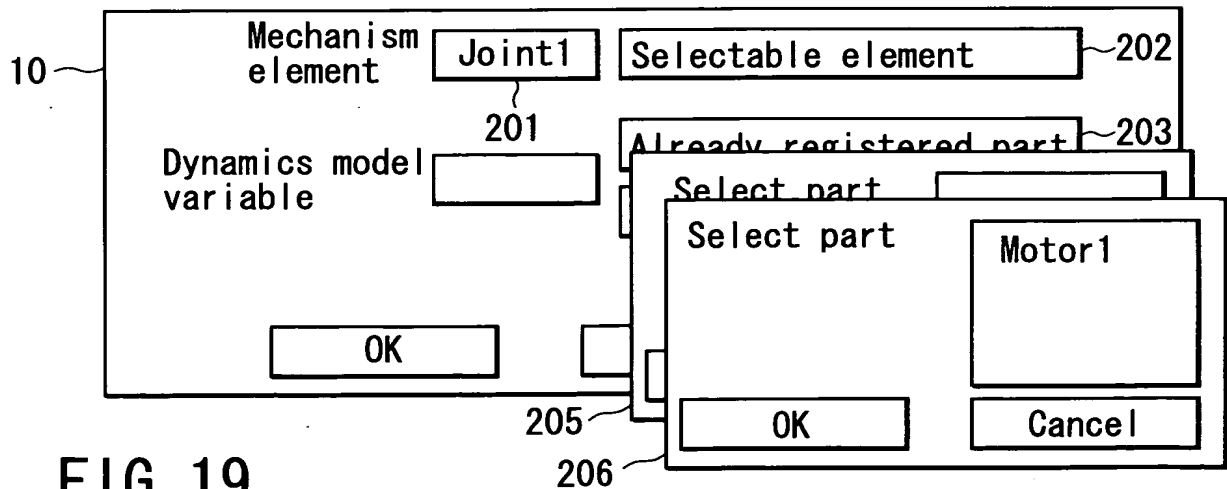 Mechanism element
Joint1
Selectable element
202
10
201
Already registered part
203
Dynamics model variable
Select part
Select part
Motor1
OK
205
OK
Cancel
206
FIG. 19